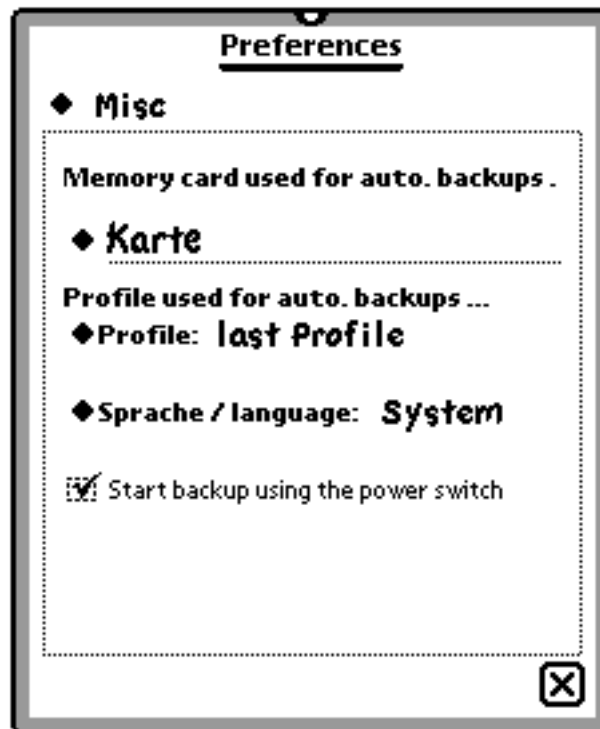 Preferences
Misc
Memory card used for auto. backups .
Karte
Profile used for auto. backups ...
Profile: last Profile
Sprache / language: System
Start backup using the power switch